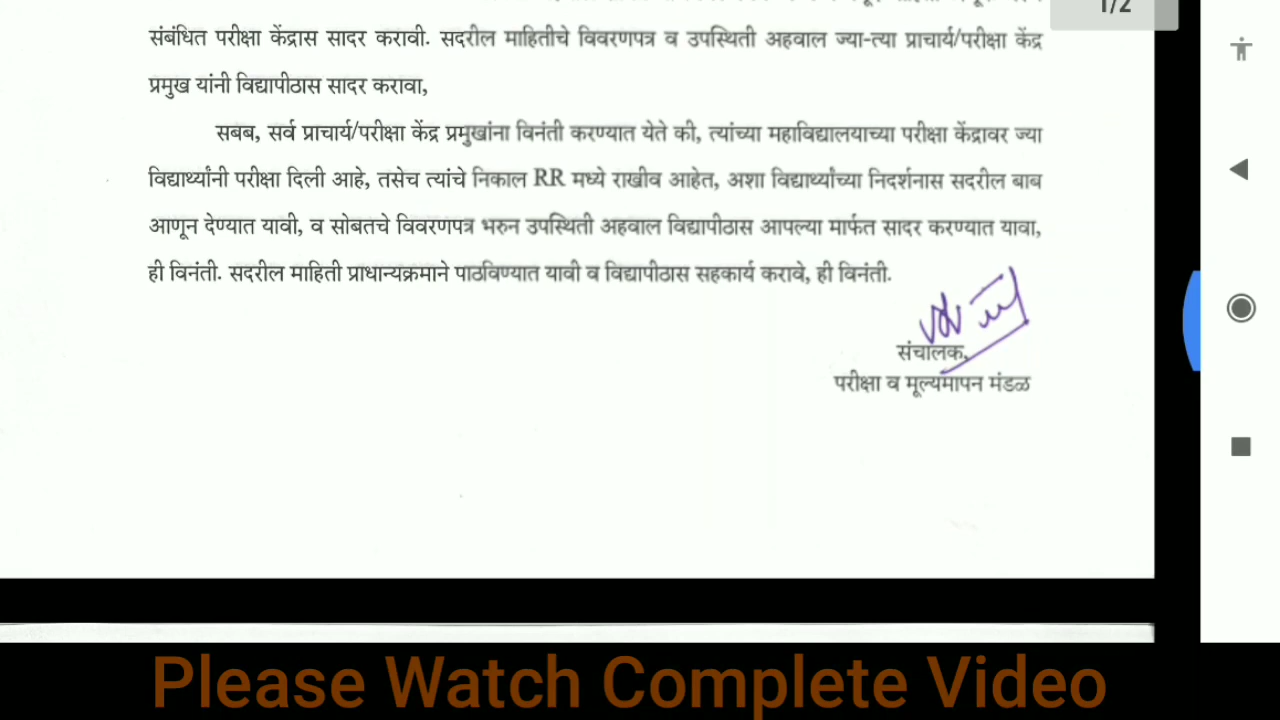 1/2
संबंधित परीक्षा केंद्रास सादर करावी. सदरील माहितीचे विवरणपत्र व उपस्थिती अहवाल ज्या-त्या प्राचार्य/परीक्षा केंद्र
प्रमुख यांनी विद्यापीठास सादर करावा,
सबब, सर्व प्राचार्य/परीक्षा केंद्र प्रमुखांना विनंती करण्यात येते की, त्यांच्या महाविद्यालयाच्या परीक्षा केंद्रावर ज्या
विद्यार्थ्यांनी परीक्षा दिली आहे, तसेच त्यांचे निकाल RR मध्ये राखीव आहेत, अशा विद्यार्थ्यांच्या निदर्शनास सदरील बाब
आणून देण्यात यावी, व सोबतचे विवरणपत्र भरुन उपस्थिती अहवाल विद्यापीठास आपल्या मार्फत सादर करण्यात यावा,
ही विनंती. सदरील माहिती प्राधान्यक्रमाने पाठविण्यात यावी व विद्यापीठास सहकार्य करावे, ही विनंती.
संचालक,
परीक्षा व मूल्यमापन मंडळ
Please Watch Complete Video